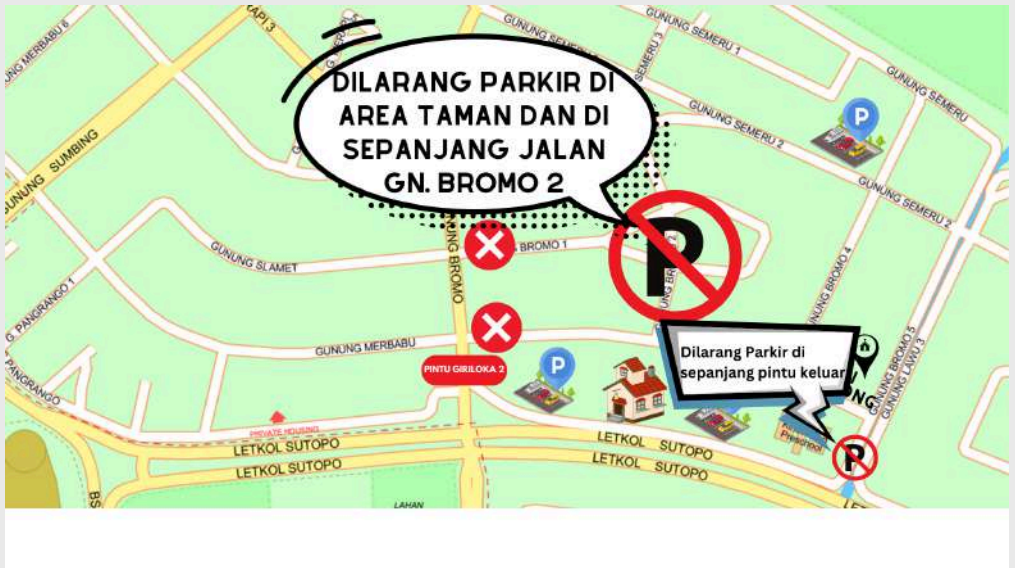 GUNUNG MERBABU 6
GUNUNG SUMBING
DILARANG PARKIR DI
AREA TAMAN DAN DI
SEPANJANG JALAN
GN. BROMO 2
GUNUNG SEMERU 1
GUNUNG SEMERU
GUNUNG SEMERU 2
GUNUNG SEMERU 2
P
GUNUNG SLAMET
BROMO 1
P
GUNUNG BROMO 4
G. PANGRANGO 1
PANGRANGO
GUNUNG MERBABU
PINTU GIRILOKA 2
P
Dilarang Parkir di
sepanjang pintu keluar
GUNUNG BROMO 5
GUNUNG LAWU 3
PRIVATE HOUSING
LETKOL SUTOPO
LETKOL SUTOPO
LETKOL SUTOPO
LETKOL SUTOPO
Preschool
P
BS
LAHAN